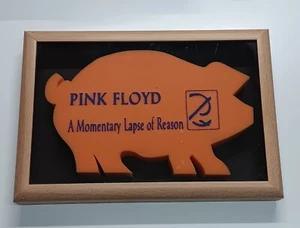 PINK FLOYD
A Momentary Lapse of Reason